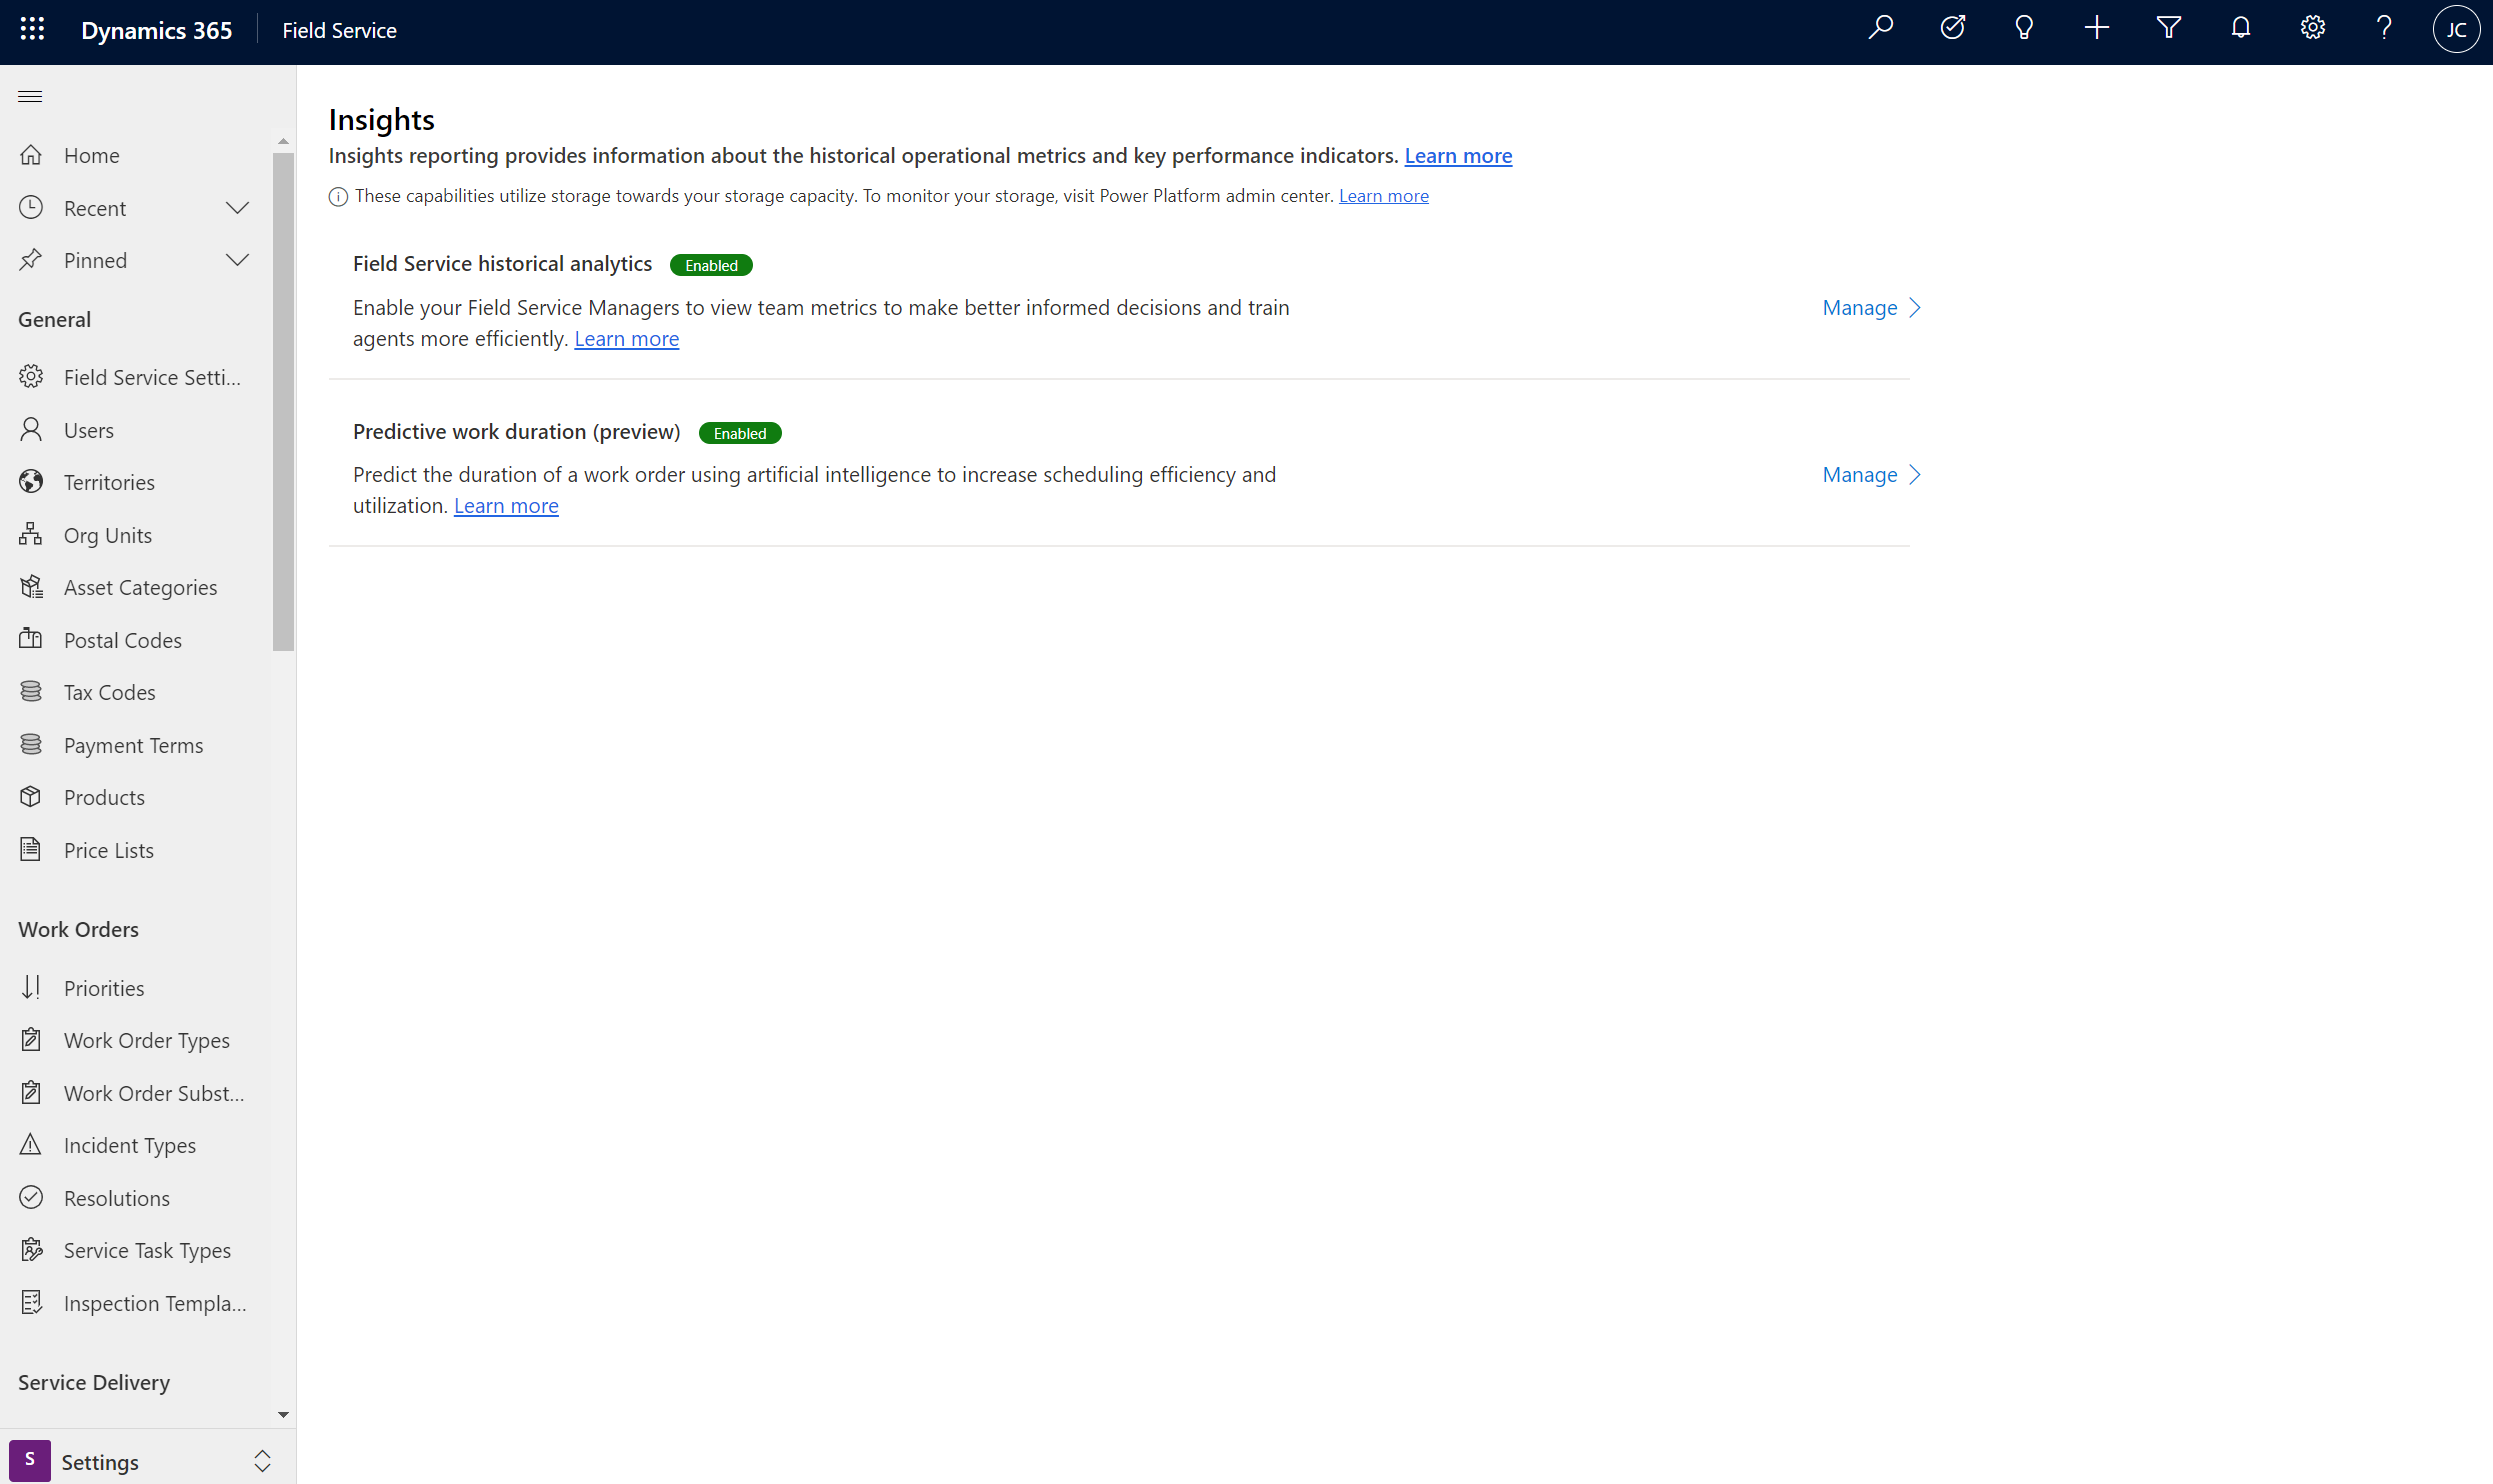 Dynamics 365
Field Service
JC
Home
Recent
Pinned
General
Field Service Setti...
Users
Territories
Org Units
Asset Categories
Postal Codes
Tax Codes
Payment Terms
Products
Price Lists
Work Orders
Priorities
Work Order Types
Work Order Subst...
Incident Types
Resolutions
Service Task Types
Inspection Templa...
Service Delivery
S
Settings
Insights
Insights reporting provides information about the historical operational metrics and key performance indicators. Learn more
These capabilities utilize storage towards your storage capacity. To monitor your storage, visit Power Platform admin center. Learn more
Field Service historical analytics Enabled
Enable your Field Service Managers to view team metrics to make better informed decisions and train
agents more efficiently. Learn more
Manage
Predictive work duration (preview) Enabled
Predict the duration of a work order using artificial intelligence to increase scheduling efficiency and
utilization. Learn more
Manage